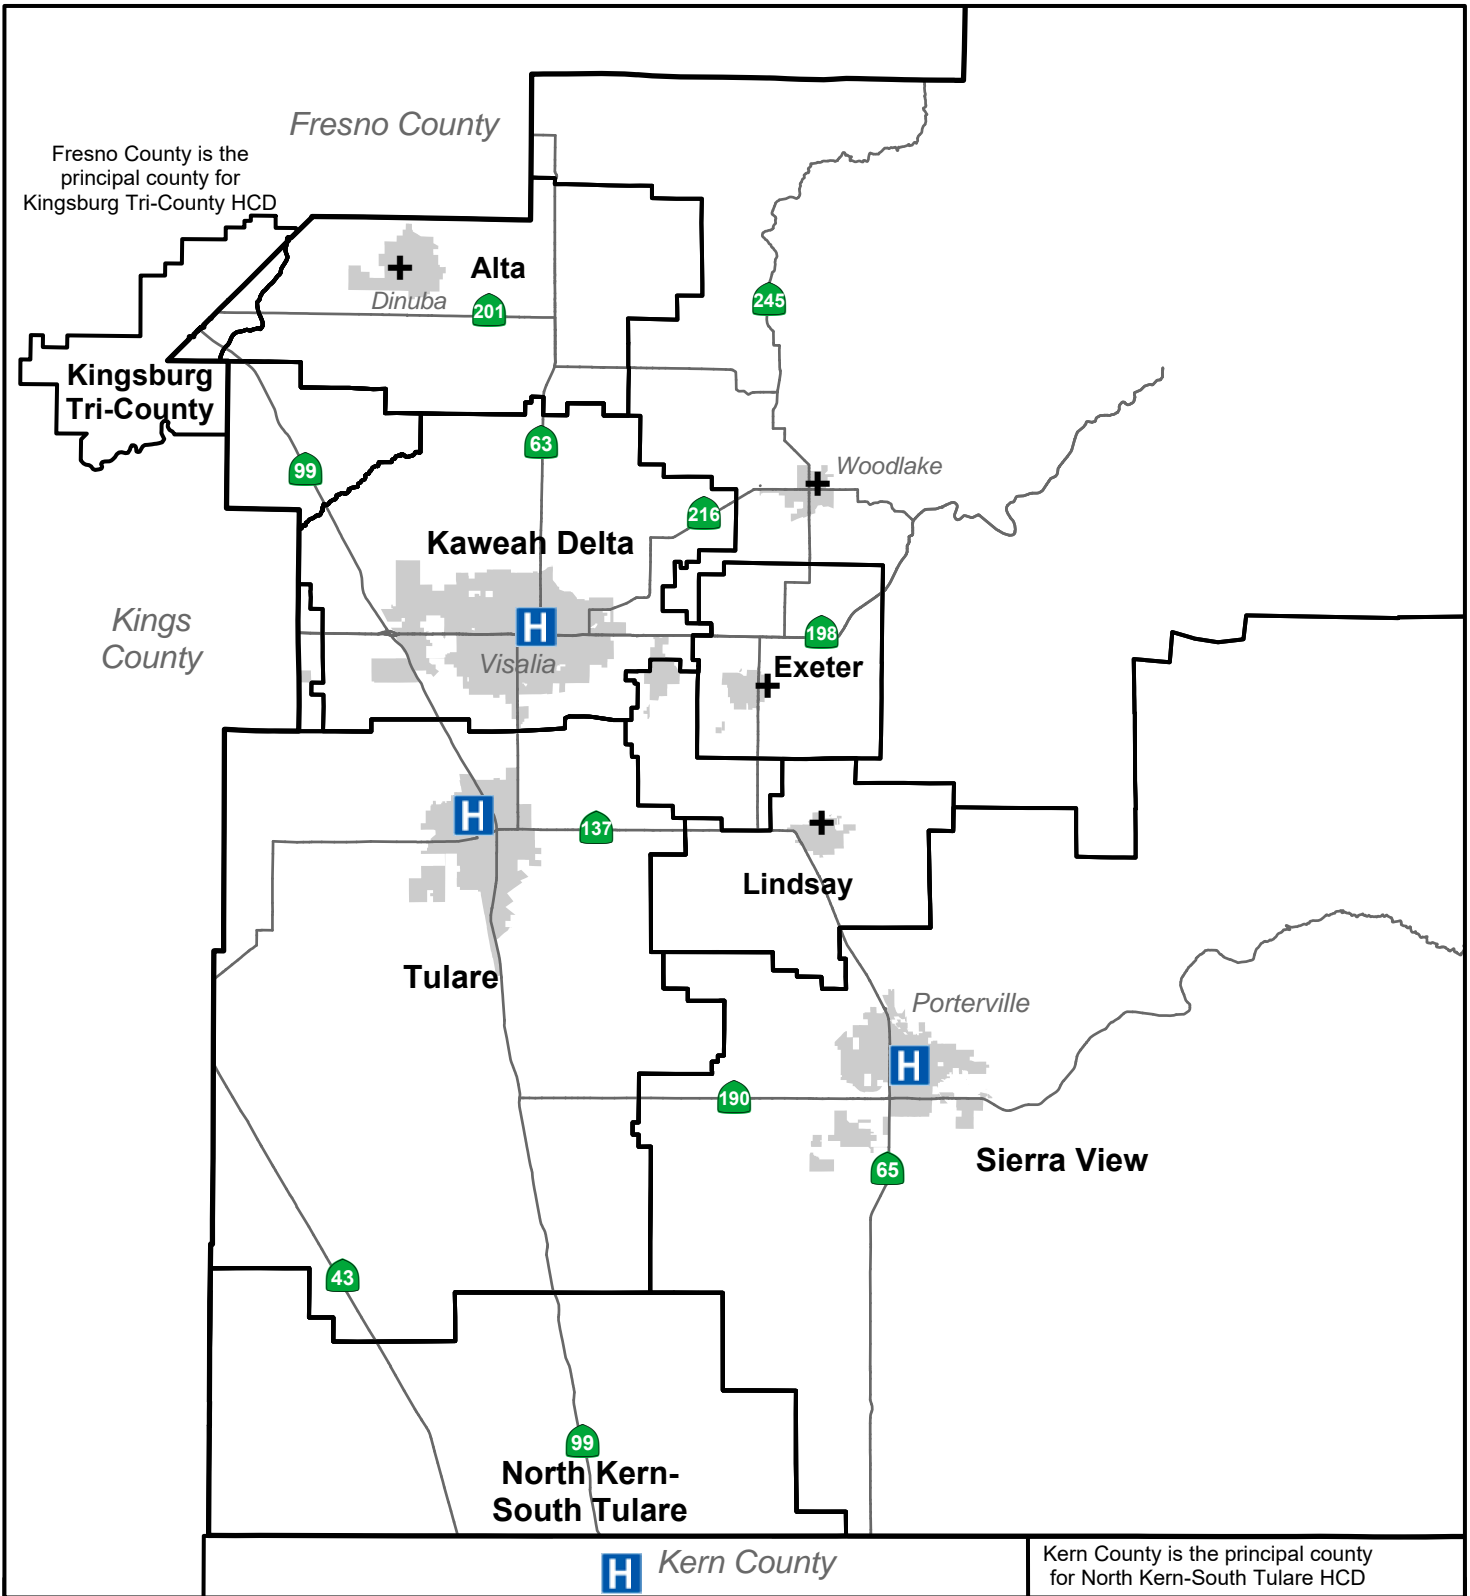 Fresno County
Fresno County is the
principal county for
Kingsburg Tri-County HCD
Alta
Dinuba
201
245
Kingsburg
Tri-County
63
99
Woodlake
216
Kaweah Delta
Kings
County
H
198
Visalia
Exeter
H
137
Lindsay
Tulare
Porterville
H
190
Sierra View
65
43
99
North Kern-
South Tulare
H
Kern County
Kern County is the principal county
for North Kern-South Tulare HCD